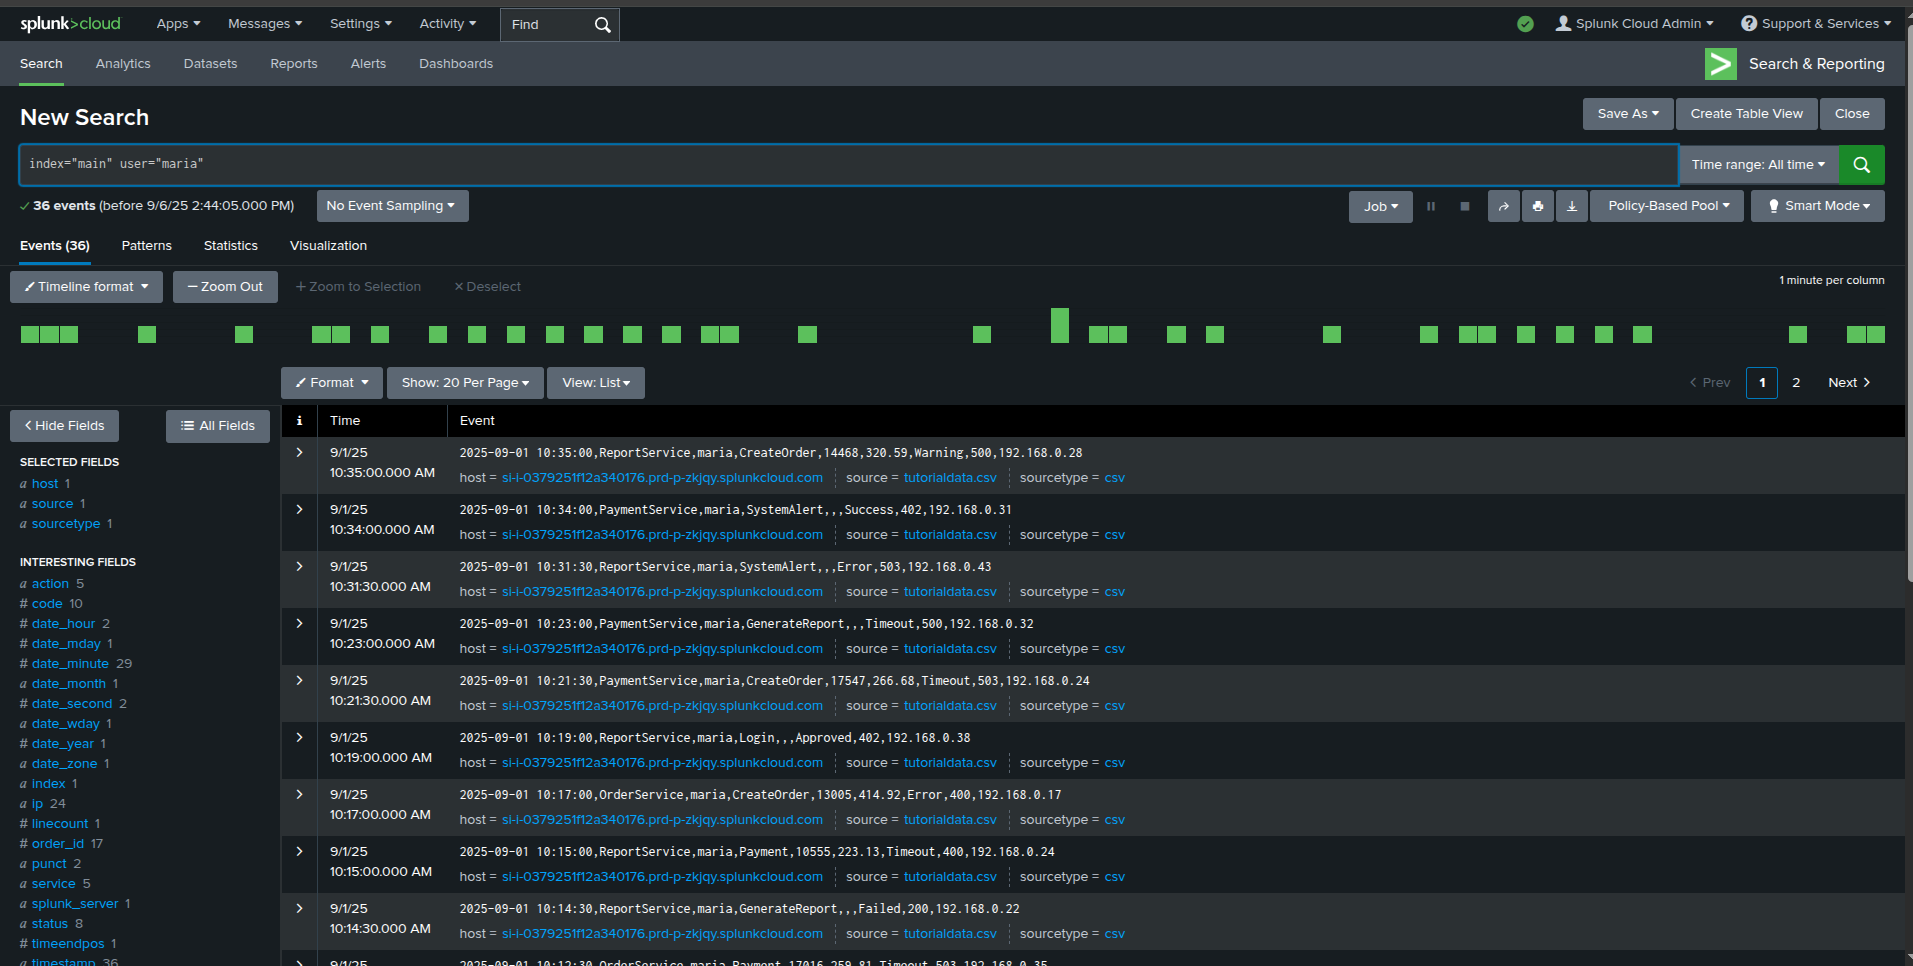 splunk>cloud Apps Messages Settings Activity Find Splunk Cloud Admin Support & Services
Search Analytics Datasets Reports Alerts Dashboards Search & Reporting
New Search Save As Create Table View Close
index="main" user="maria" Time range: All time
36 events (before 9/6/25 2:44:05.000 PM) No Event Sampling Job Policy-Based Pool Smart Mode
Events (36) Patterns Statistics Visualization
Timeline format Zoom Out + Zoom to Selection × Deselect 1 minute per column
Format Show: 20 Per Page View: List < Prev 1 2 Next >
< Hide Fields All Fields
SELECTED FIELDS
a host 1
a source 1
a sourcetype 1
INTERESTING FIELDS
a action 5
# code 10
# date_hour 2
# date_mday 1
# date_minute 29
a date_month 1
# date_second 2
a date_wday 1
# date_year 1
a date_zone 1
a index 1
a ip 24
# linecount 1
# order_id 17
a punct 2
a service 5
a splunk_server 1
a status 8
# timeendpos 1
a timestamp 36
i Time Event
9/1/25 2025-09-01 10:35:00,ReportService,maria,CreateOrder,14468,320.59,Warning,500,192.168.0.28
10:35:00.000 AM host = si-i-0379251f12a340176.prd-p-zkjqy.splunkcloud.com source = tutorialdata.csv sourcetype = csv
9/1/25 2025-09-01 10:34:00,PaymentService,maria,SystemAlert,,,Success,402,192.168.0.31
10:34:00.000 AM host = si-i-0379251f12a340176.prd-p-zkjqy.splunkcloud.com source = tutorialdata.csv sourcetype = csv
9/1/25 2025-09-01 10:31:30,ReportService,maria,SystemAlert,,,Error,503,192.168.0.43
10:31:30.000 AM host = si-i-0379251f12a340176.prd-p-zkjqy.splunkcloud.com source = tutorialdata.csv sourcetype = csv
9/1/25 2025-09-01 10:23:00,PaymentService,maria,GenerateReport,,,Timeout,500,192.168.0.32
10:23:00.000 AM host = si-i-0379251f12a340176.prd-p-zkjqy.splunkcloud.com source = tutorialdata.csv sourcetype = csv
9/1/25 2025-09-01 10:21:30,PaymentService,maria,CreateOrder,17547,266.68,Timeout,503,192.168.0.24
10:21:30.000 AM host = si-i-0379251f12a340176.prd-p-zkjqy.splunkcloud.com source = tutorialdata.csv sourcetype = csv
9/1/25 2025-09-01 10:19:00,ReportService,maria,Login,,,Approved,402,192.168.0.38
10:19:00.000 AM host = si-i-0379251f12a340176.prd-p-zkjqy.splunkcloud.com source = tutorialdata.csv sourcetype = csv
9/1/25 2025-09-01 10:17:00,OrderService,maria,CreateOrder,13005,414.92,Error,400,192.168.0.17
10:17:00.000 AM host = si-i-0379251f12a340176.prd-p-zkjqy.splunkcloud.com source = tutorialdata.csv sourcetype = csv
9/1/25 2025-09-01 10:15:00,ReportService,maria,Payment,10555,223.13,Timeout,400,192.168.0.24
10:15:00.000 AM host = si-i-0379251f12a340176.prd-p-zkjqy.splunkcloud.com source = tutorialdata.csv sourcetype = csv
9/1/25 2025-09-01 10:14:30,ReportService,maria,GenerateReport,,,Failed,200,192.168.0.22
10:14:30.000 AM host = si-i-0379251f12a340176.prd-p-zkjqy.splunkcloud.com source = tutorialdata.csv sourcetype = csv
9/1/25 2025-09-01 10:12:30,OrderService,maria,Payment,17016,259.81,Timeout,503,192.168.0.35